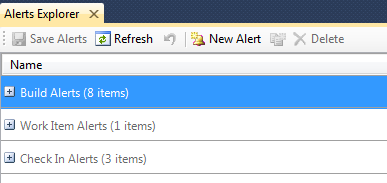 Alerts Explorer
Save Alerts Refresh New Alert Delete
Name
Build Alerts (8 items)
Work Item Alerts (1 items)
Check In Alerts (3 items)